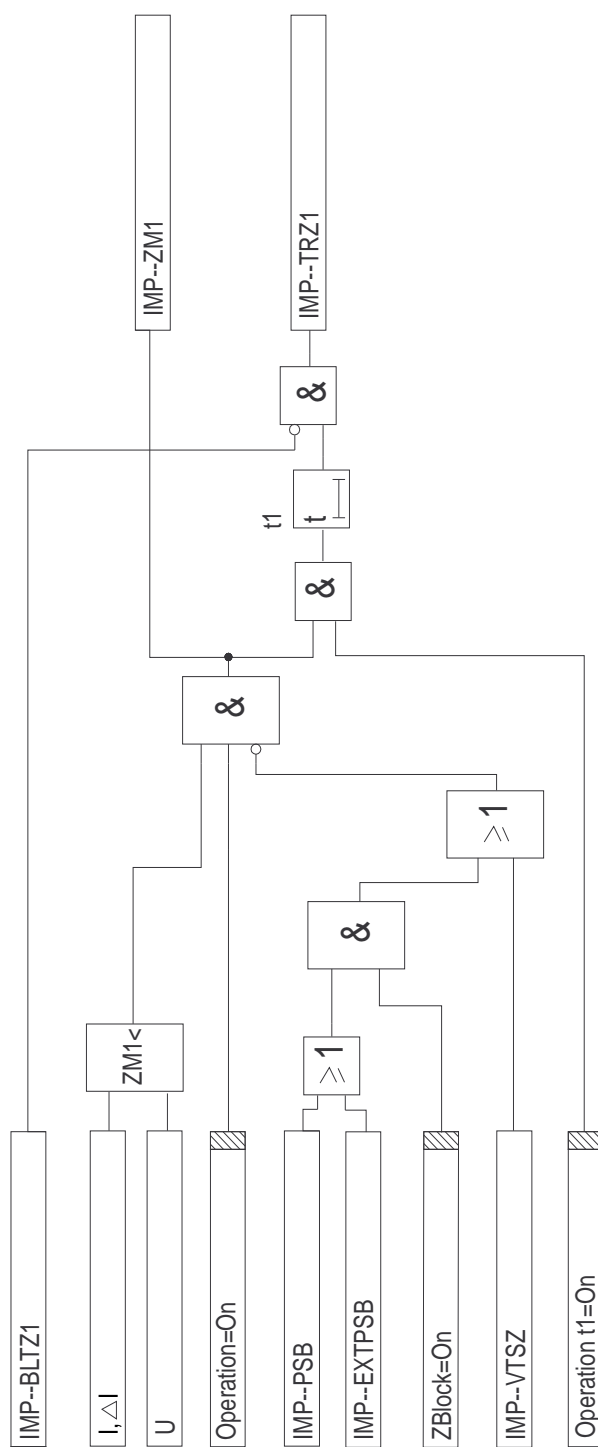 IMP--BLTZ1
I,△I
U
Operation=On
IMP--PSB
IMP--EXTPSB
ZBlock=On
IMP--VTSZ
Operation t1=On
ZM1<
≥1
&
≥1
&
&
t1
t
&
IMP--ZM1
IMP--TRZ1